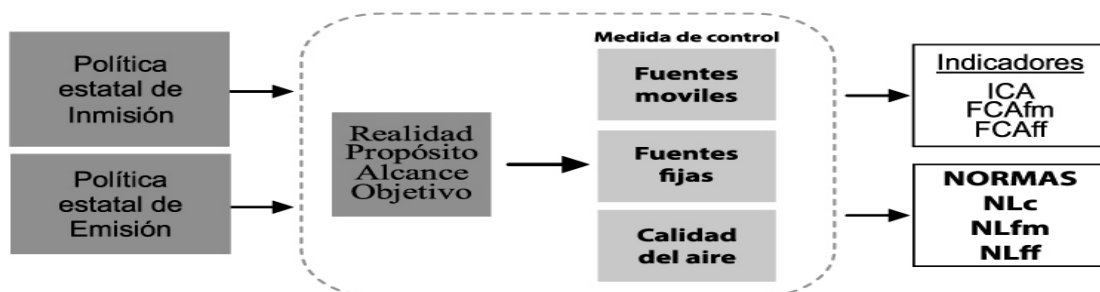 Política
estatal de
Inmisión
Política
estatal de
Emisión
Realidad
Propósito
Alcance
Objetivo
Medida de control
Fuentes
moviles
Fuentes
fijas
Calidad
del aire
Indicadores
ICA
FCAfm
FCAff
NORMAS
NLc
NLfm
NLff